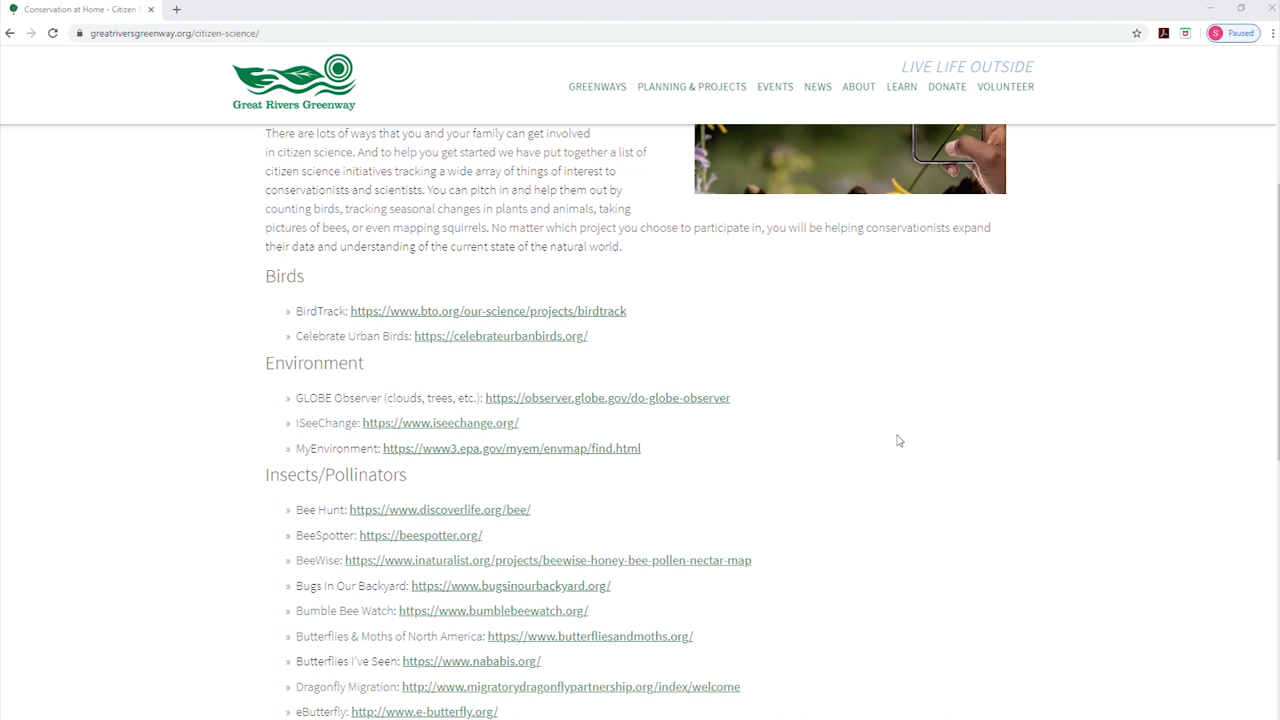 Conservation at Home - Citizen S
greatriversgreenway.org/citizen-science/
S Paused
Great Rivers Greenway
LIVE LIFE OUTSIDE
GREENWAYS PLANNING & PROJECTS EVENTS NEWS ABOUT LEARN DONATE VOLUNTEER
There are lots of ways that you and your family can get involved
in citizen science. And to help you get started we have put together a list of
citizen science initiatives tracking a wide array of things of interest to
conservationists and scientists. You can pitch in and help them out by
counting birds, tracking seasonal changes in plants and animals, taking
pictures of bees, or even mapping squirrels. No matter which project you choose to participate in, you will be helping conservationists expand
their data and understanding of the current state of the natural world.
Birds
» BirdTrack: https://www.bto.org/our-science/projects/birdtrack
» Celebrate Urban Birds: https://celebrateurbanbirds.org/
Environment
» GLOBE Observer (clouds, trees, etc.): https://observer.globe.gov/do-globe-observer
» ISeeChange: https://www.iseechange.org/
» MyEnvironment: https://www3.epa.gov/myem/envmap/find.html
Insects/Pollinators
» Bee Hunt: https://www.discoverlife.org/bee/
» BeeSpotter: https://beespotter.org/
» BeeWise: https://www.inaturalist.org/projects/beewise-honey-bee-pollen-nectar-map
» Bugs In Our Backyard: https://www.bugsinourbackyard.org/
» Bumble Bee Watch: https://www.bumblebeewatch.org/
» Butterflies & Moths of North America: https://www.butterfliesandmoths.org/
» Butterflies I've Seen: https://www.nababis.org/
» Dragonfly Migration: http://www.migratorydragonflypartnership.org/index/welcome
» eButterfly: http://www.e-butterfly.org/